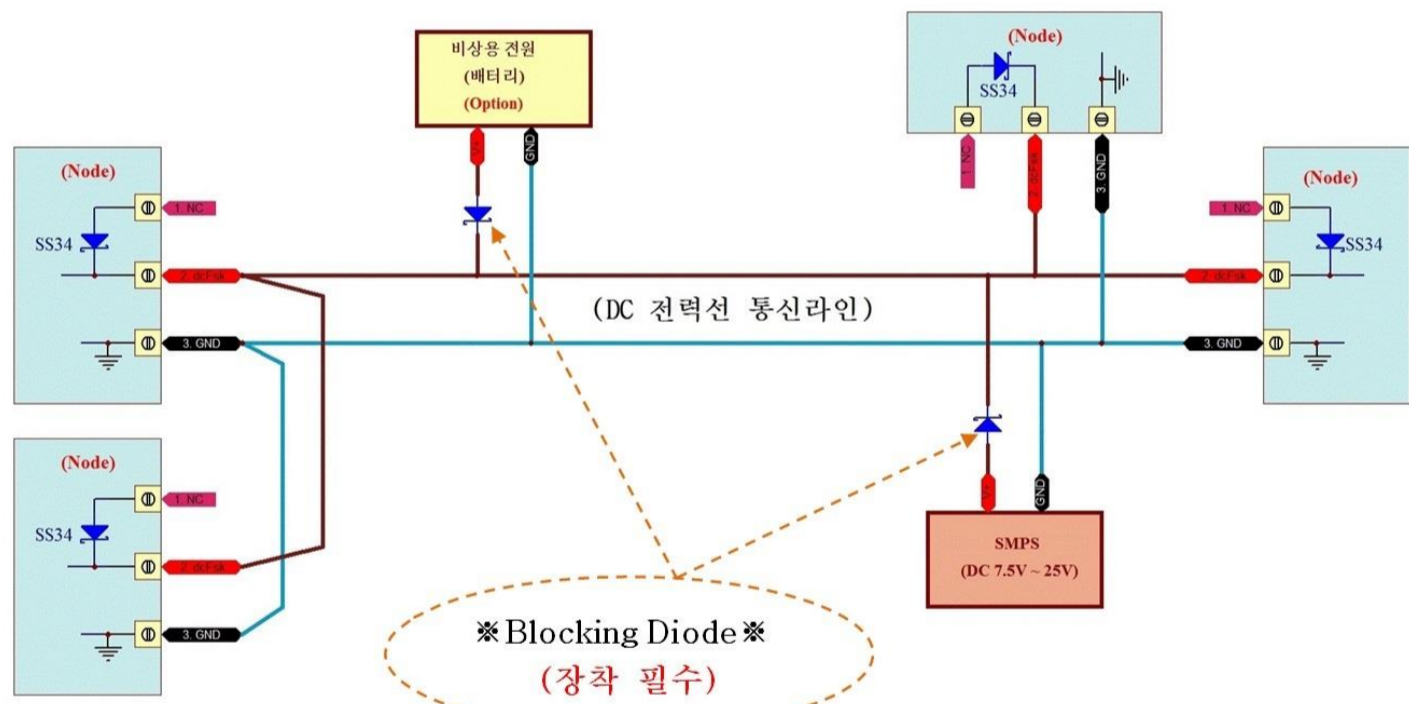 비상용 전원
(배터리)
(Option)
V+
GND
(Node)
SS34
1. NC
2. dcFsk
3. GND
(Node)
1. NC
SS34
2. dcFsk
3. GND
(Node)
1. NC
SS34
2. dcFsk
3. GND
(DC 전력선 통신라인)
(Node)
1. NC
SS34
2. dcFsk
3. GND
V+
GND
SMPS
(DC 7.5V ~ 25V)
※Blocking Diode※
(장착 필수)